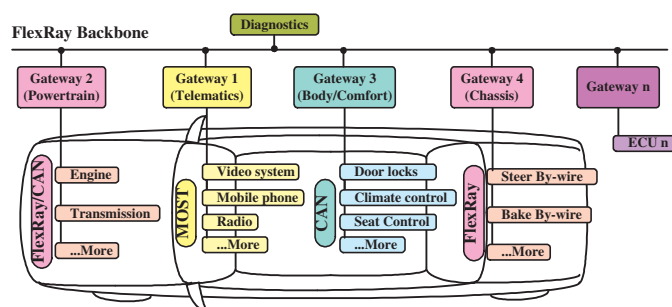 Diagnostics
FlexRay Backbone
Gateway 2
(Powertrain)
Gateway 1
(Telematics)
Gateway 3
(Body/Comfort)
Gateway 4
(Chassis)
Gateway n
ECU n
FlexRay/CAN
Engine
Transmission
...More
MOST
Video system
Mobile phone
Radio
...More
CAN
Door locks
Climate control
Seat Control
...More
FlexRay
Steer By-wire
Bake By-wire
...More